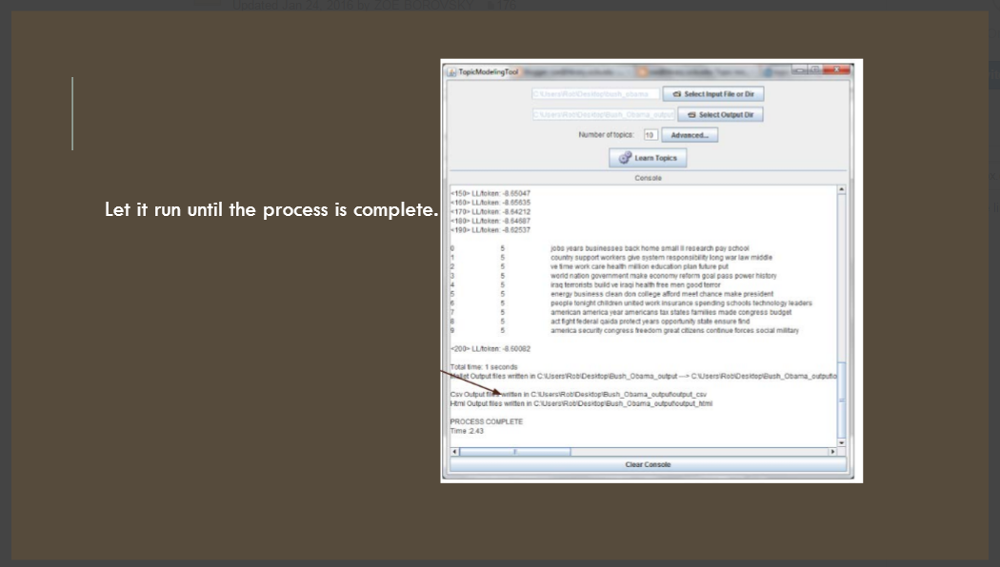 Updated Jan 24, 2018 by ZOE BOROVSKY
TopicModelingTool
C:\Users\Rob\Desktop\bush_obama
Select Input File or Dir
C:\Users\Rob\Desktop\Bush_Obama_output
Select Output Dir
Number of topics: 10 Advanced...
Learn Topics
Console
Let it run until the process is complete.
<150> LL/token: -8.65047
<160> LL/token: -8.65635
<170> LL/token: -8.64212
<180> LL/token: -8.64687
<190> LL/token: -8.62537
0 5 jobs years businesses back home small ll research pay school
1 5 country support workers give system responsibility long war law middle
2 5 ve time work care health million education plan future put
3 5 world nation government make economy reform goal pass power history
4 5 iraq terrorists build ve iraqi health free men good terror
5 5 energy business clean don college afford meet chance make president
6 5 people tonight children united work insurance spending schools technology leaders
7 5 american america year americans tax states families made congress budget
8 5 act fight federal qaida protect years opportunity state ensure find
9 5 america security congress freedom great citizens continue forces social military
<200> LL/token: -8.60082
Total time: 1 seconds
Mallet Output files written in C:\Users\Rob\Desktop\Bush_Obama_output ---> C:\Users\Rob\Desktop\Bush_Obama_output\o
Csv Output files written in C:\Users\Rob\Desktop\Bush_Obama_output\output_csv
Html Output files written in C:\Users\Rob\Desktop\Bush_Obama_output\output_html
PROCESS COMPLETE
Time :2.43
Clear Console